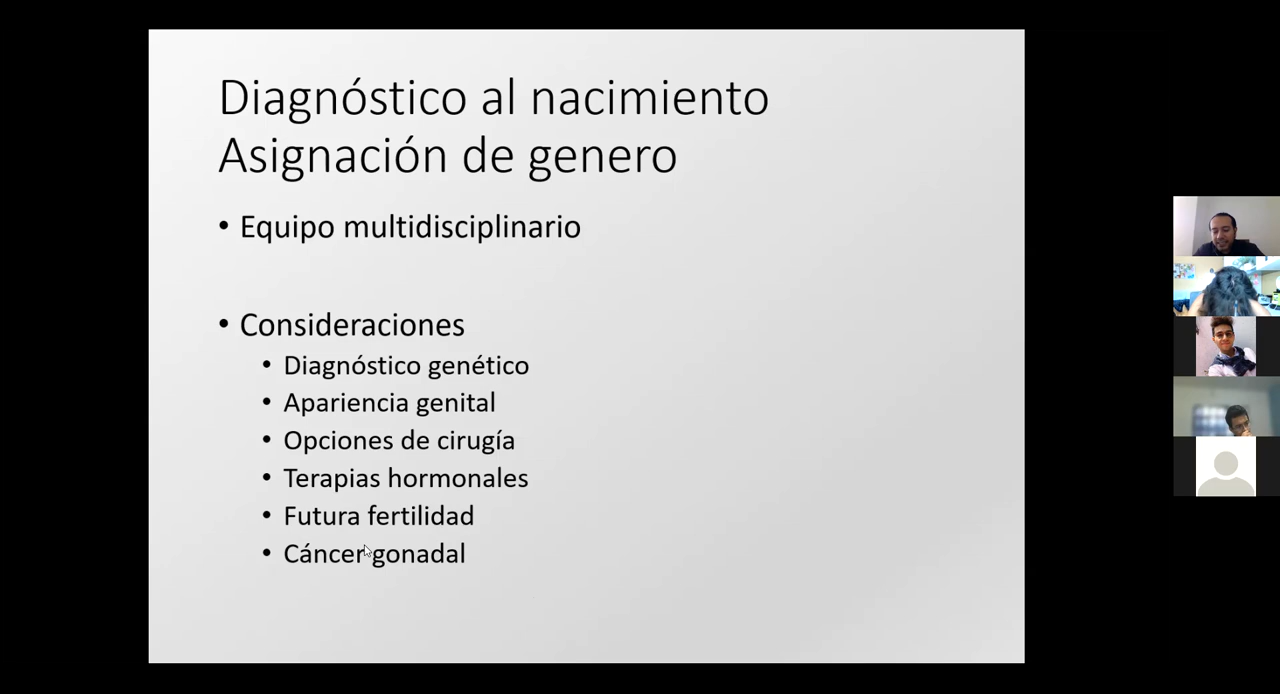 Diagnóstico al nacimiento
Asignación de genero
• Equipo multidisciplinario
• Consideraciones
• Diagnóstico genético
• Apariencia genital
• Opciones de cirugía
• Terapias hormonales
• Futura fertilidad
• Cáncer gonadal